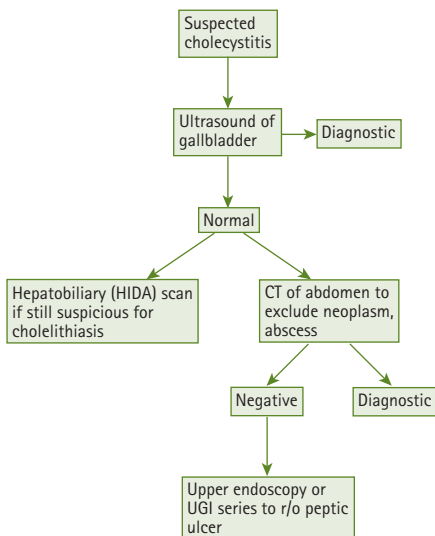 Suspected
cholecystitis
Ultrasound of
gallbladder
Diagnostic
Normal
Hepatobiliary (HIDA) scan
if still suspicious for
cholelithiasis
CT of abdomen to
exclude neoplasm,
abscess
Negative
Diagnostic
Upper endoscopy or
UGI series to r/o peptic
ulcer